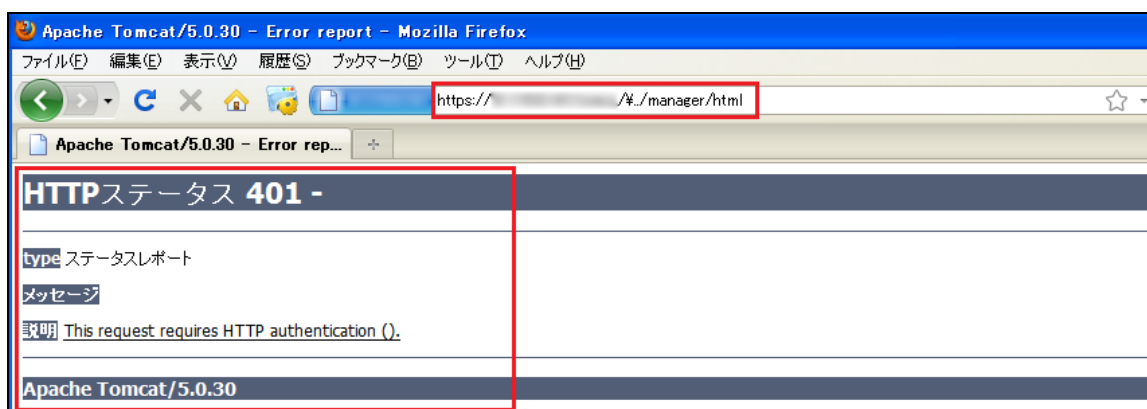 Apache Tomcat/5.0.30 - Error report - Mozilla Firefox
ファイル(F) 編集(E) 表示(V) 履歴(S) ブックマーク(B) ツール(T) ヘルプ(H)
https:// /¥../manager/html
Apache Tomcat/5.0.30 - Error rep...
HTTPステータス 401 -
type ステータスレポート
メッセージ
説明 This request requires HTTP authentication ().
Apache Tomcat/5.0.30